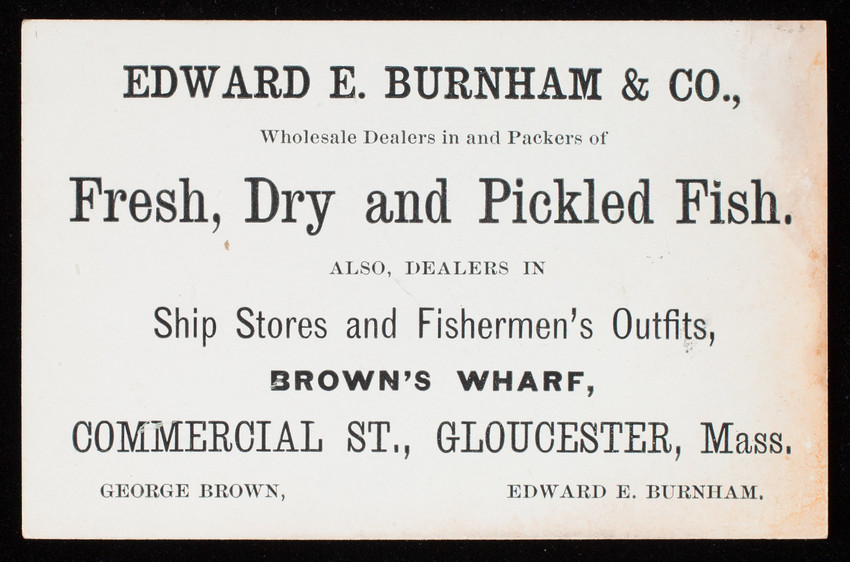 EDWARD E. BURNHAM & CO.,
Wholesale Dealers in and Packers of
Fresh, Dry and Pickled Fish.
ALSO, DEALERS IN
Ship Stores and Fishermen's Outfits,
BROWN'S WHARF,
COMMERCIAL ST., GLOUCESTER, Mass.
GEORGE BROWN, EDWARD E. BURNHAM.